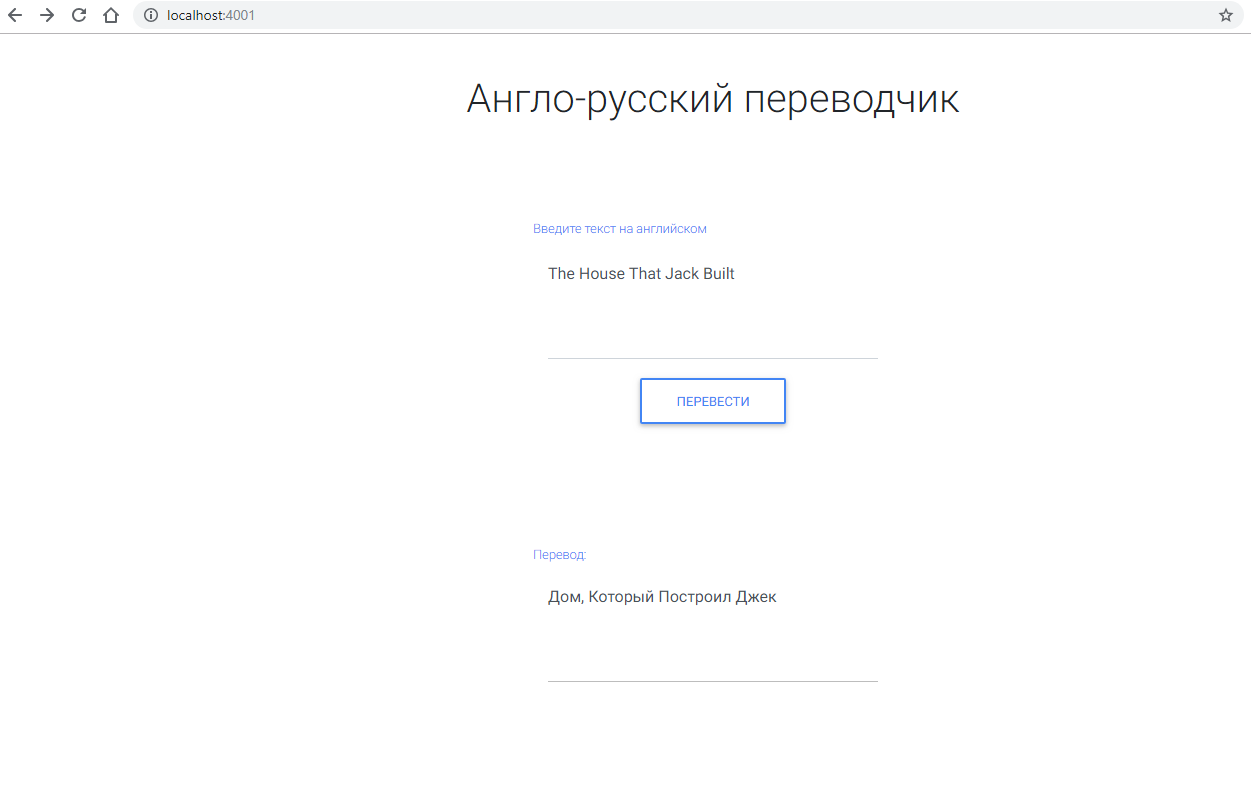 localhost:4001
Англо-русский переводчик
Введите текст на английском
The House That Jack Built
ПЕРЕВЕСТИ
Перевод:
Дом, Который Построил Джек